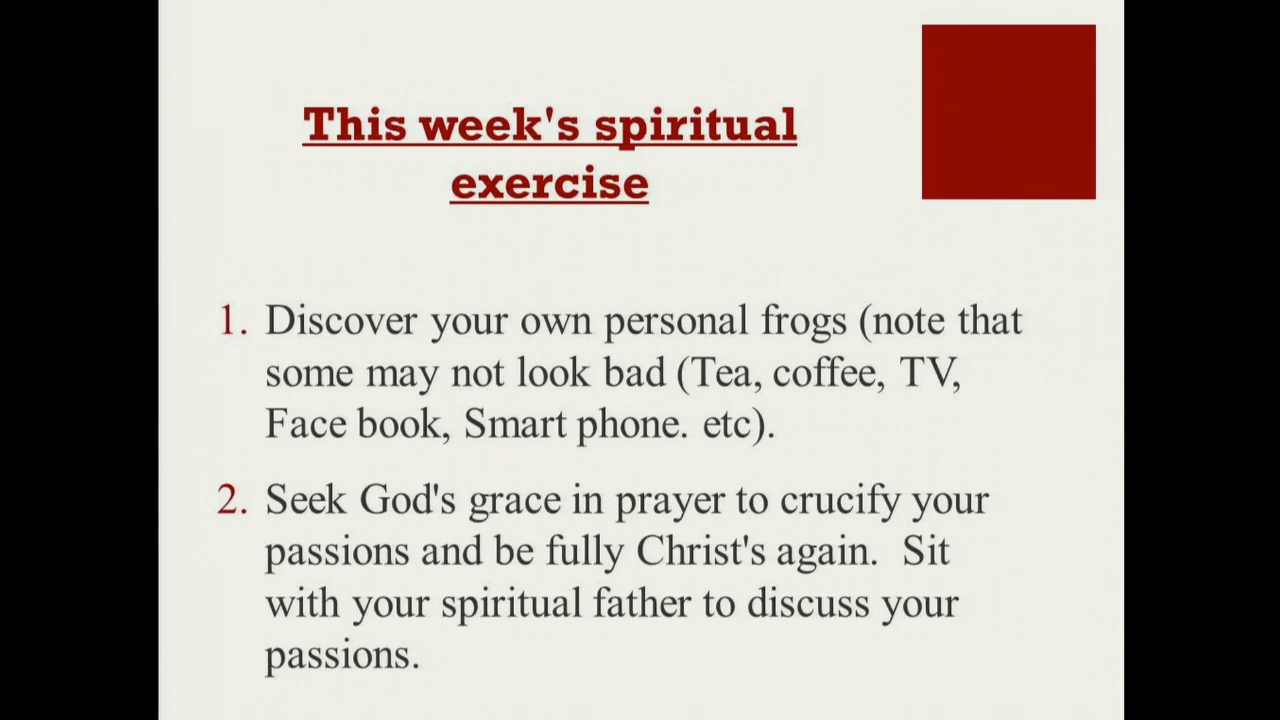 This week's spiritual
exercise
1. Discover your own personal frogs (note that
some may not look bad (Tea, coffee, TV,
Face book, Smart phone. etc).
2. Seek God's grace in prayer to crucify your
passions and be fully Christ's again.  Sit
with your spiritual father to discuss your
passions.